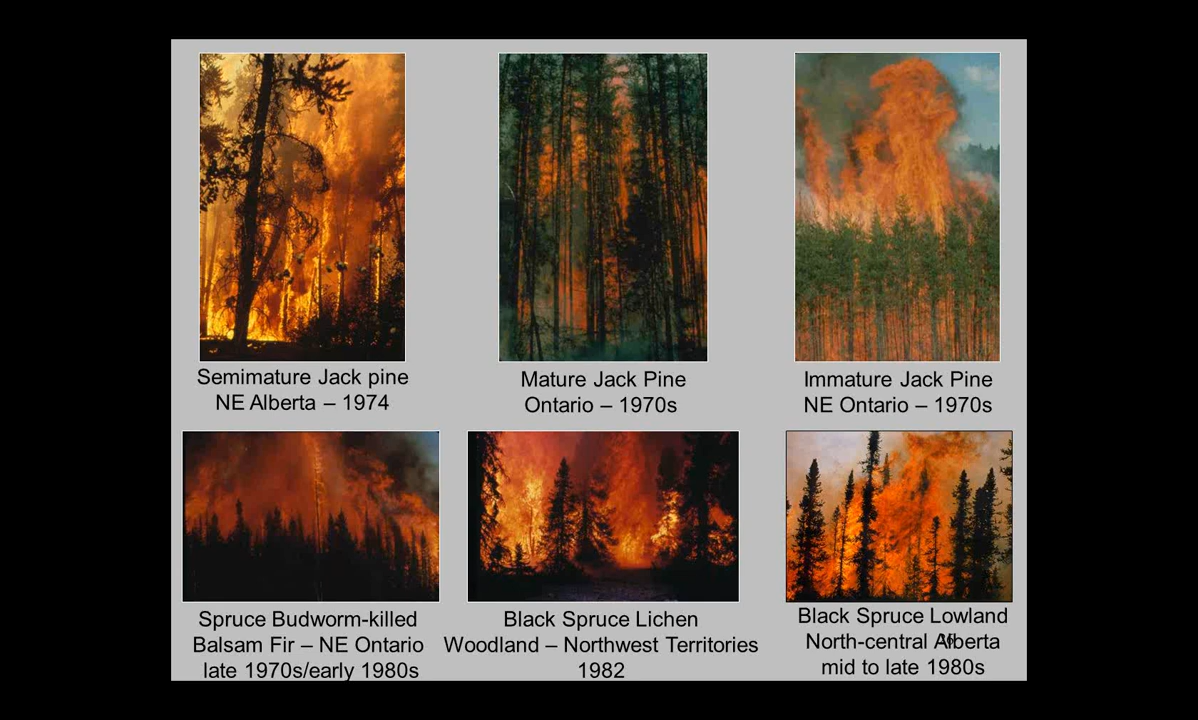 Semimature Jack pine
NE Alberta – 1974
Mature Jack Pine
Ontario – 1970s
Immature Jack Pine
NE Ontario – 1970s
Spruce Budworm-killed
Balsam Fir – NE Ontario
late 1970s/early 1980s
Black Spruce Lichen
Woodland – Northwest Territories
1982
Black Spruce Lowland
North-central Alberta
mid to late 1980s